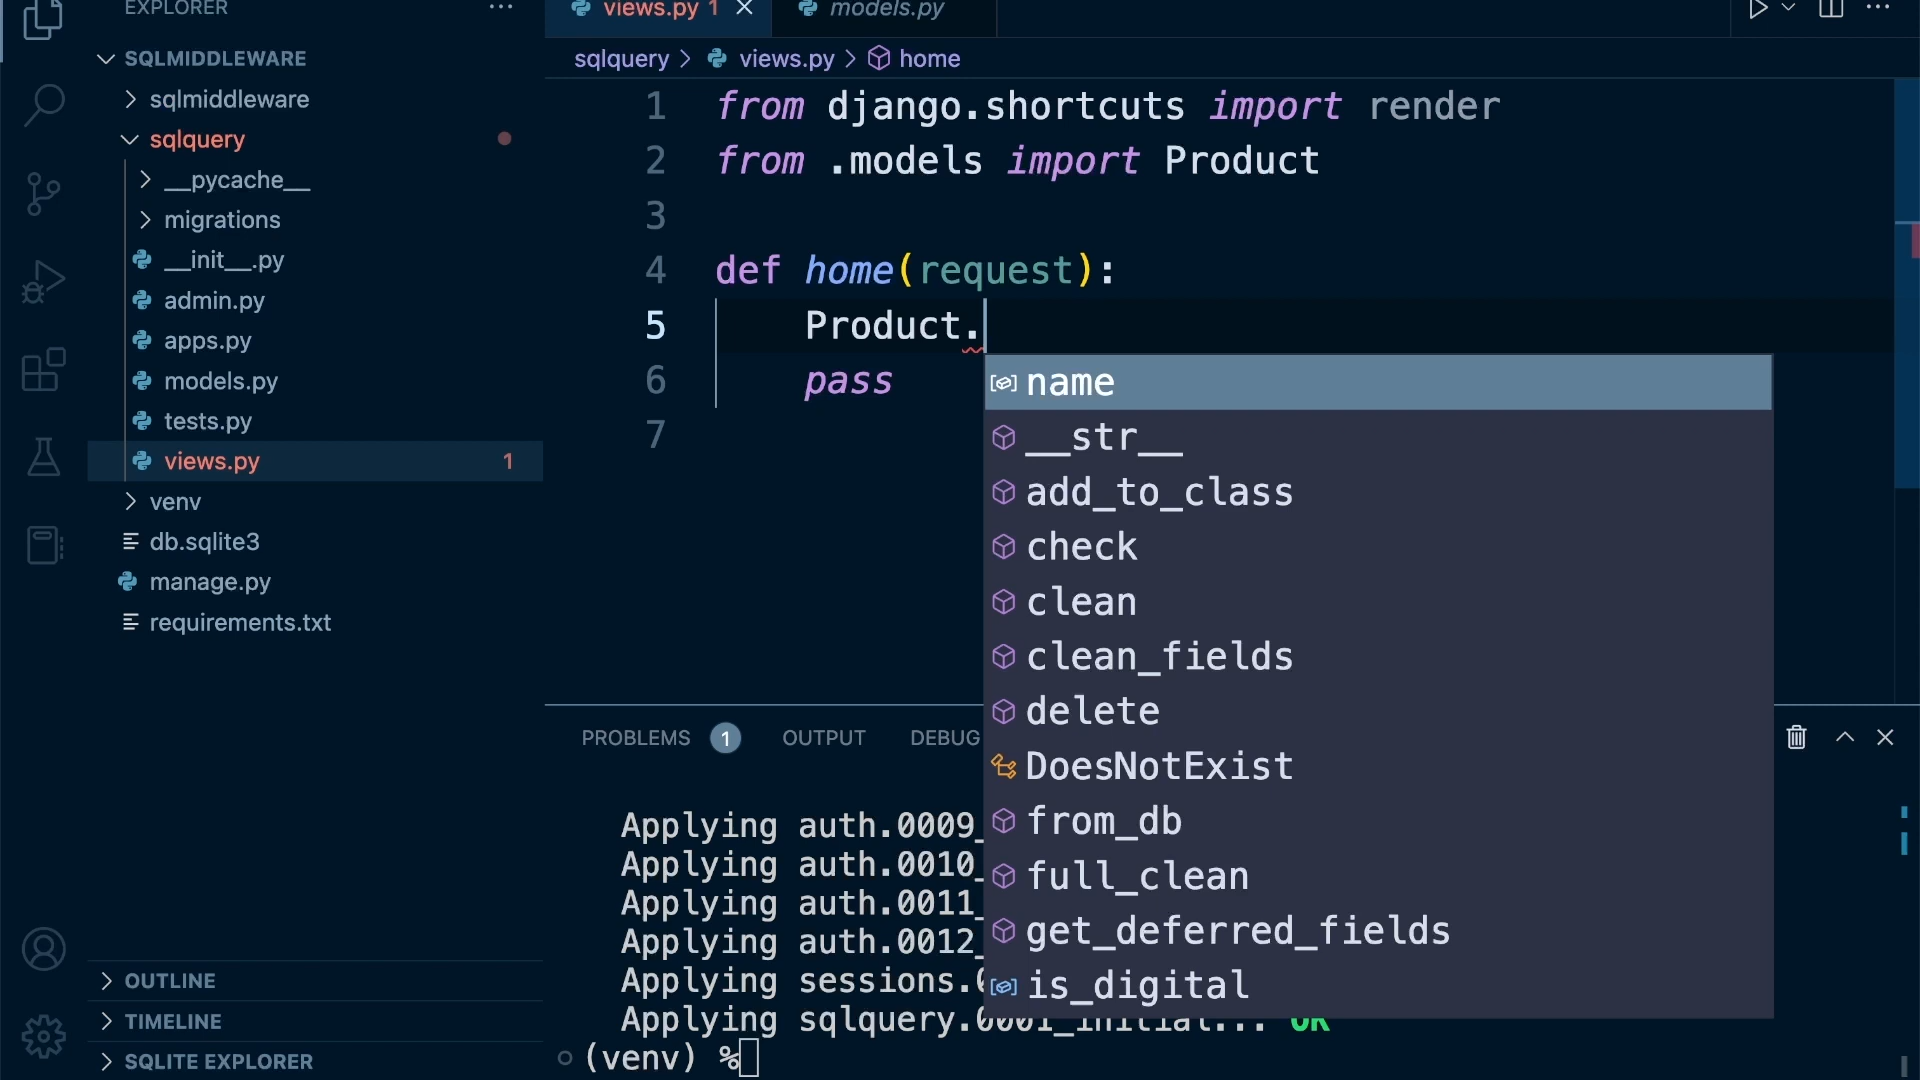 EXPLORER
SQLMIDDLEWARE
sqlmiddleware
sqlquery
__pycache__
migrations
__init__.py
admin.py
apps.py
models.py
tests.py
views.py 1
venv
db.sqlite3
manage.py
requirements.txt
OUTLINE
TIMELINE
SQLITE EXPLORER
views.py 1
models.py
sqlquery > views.py > home
1 from django.shortcuts import render
2 from .models import Product
3
4 def home(request):
5 Product.
6 pass
7
name
__str__
add_to_class
check
clean
clean_fields
delete
DoesNotExist
from_db
full_clean
get_deferred_fields
is_digital
PROBLEMS 1 OUTPUT DEBUG
Applying auth.0009_
Applying auth.0010_
Applying auth.0011_
Applying auth.0012_
Applying sessions.0
Applying sqlquery.0001_initial... OK
(venv) %